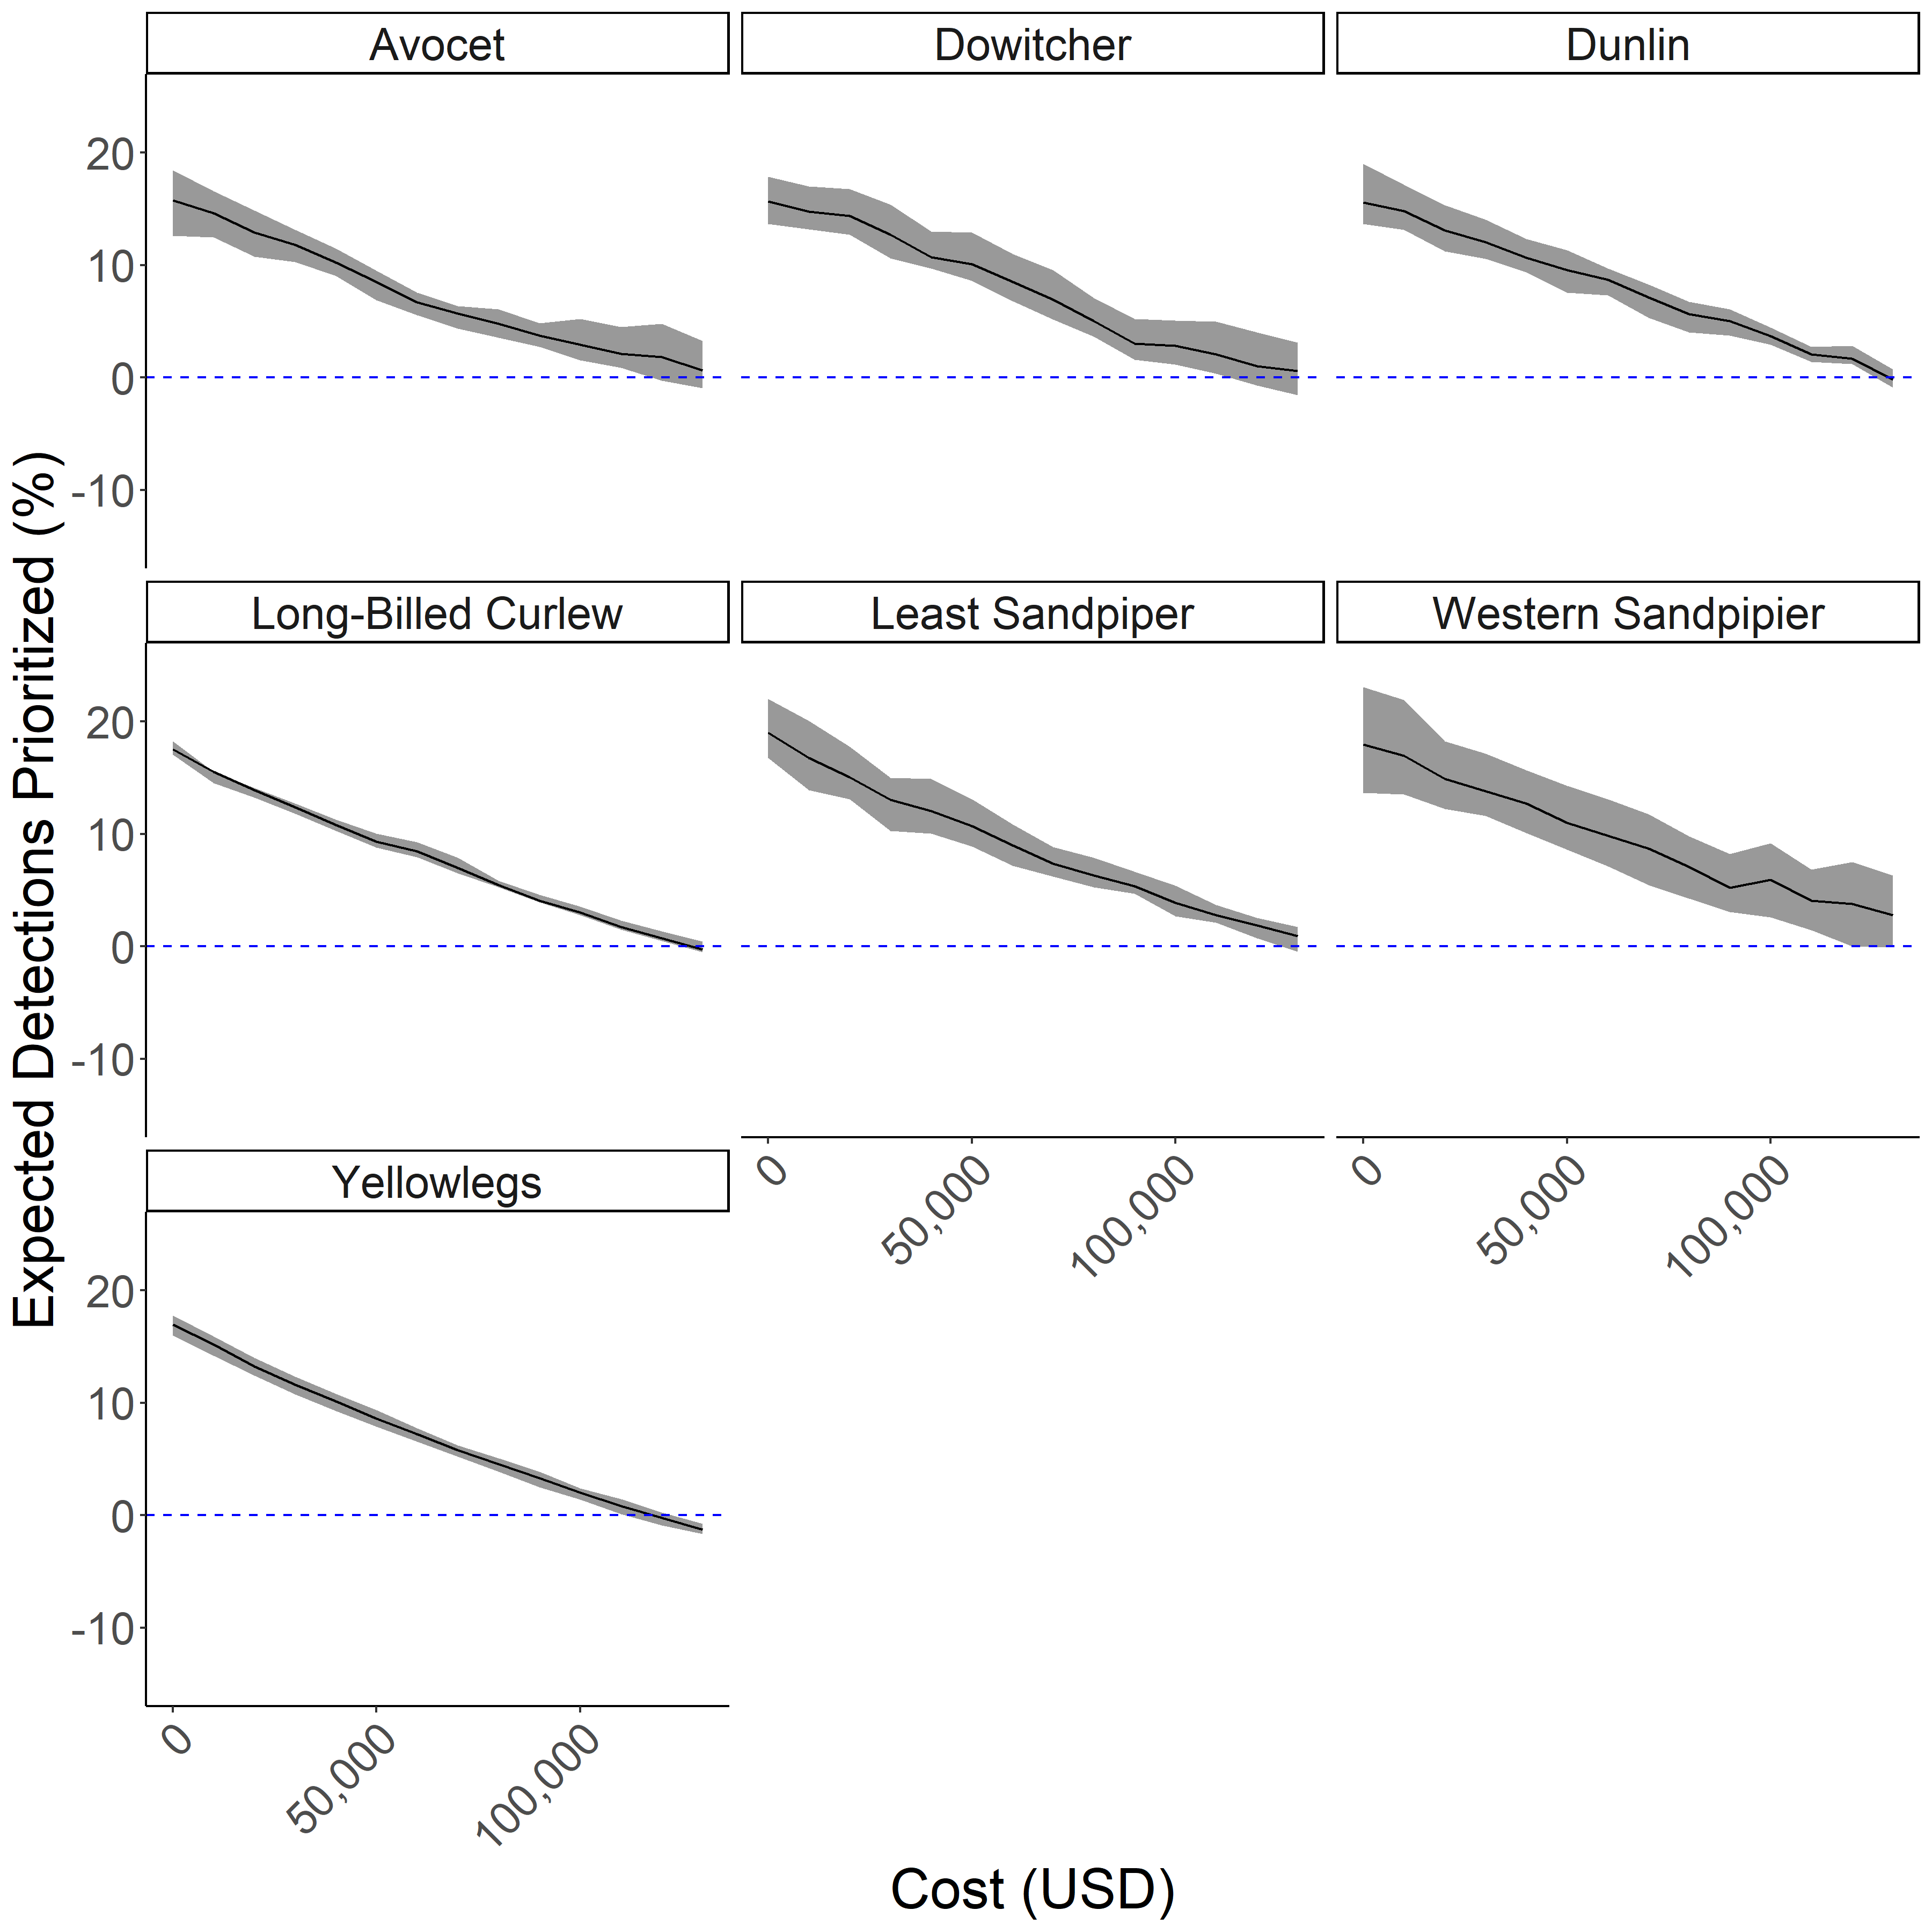 Avocet
Dowitcher
Dunlin
20
10
0
-10
Long-Billed Curlew
Least Sandpiper
Western Sandpipier
20
10
0
-10
0
50,000
100,000
0
50,000
100,000
Yellowlegs
20
10
0
-10
0
50,000
100,000
Expected Detections Prioritized (%)
Cost (USD)